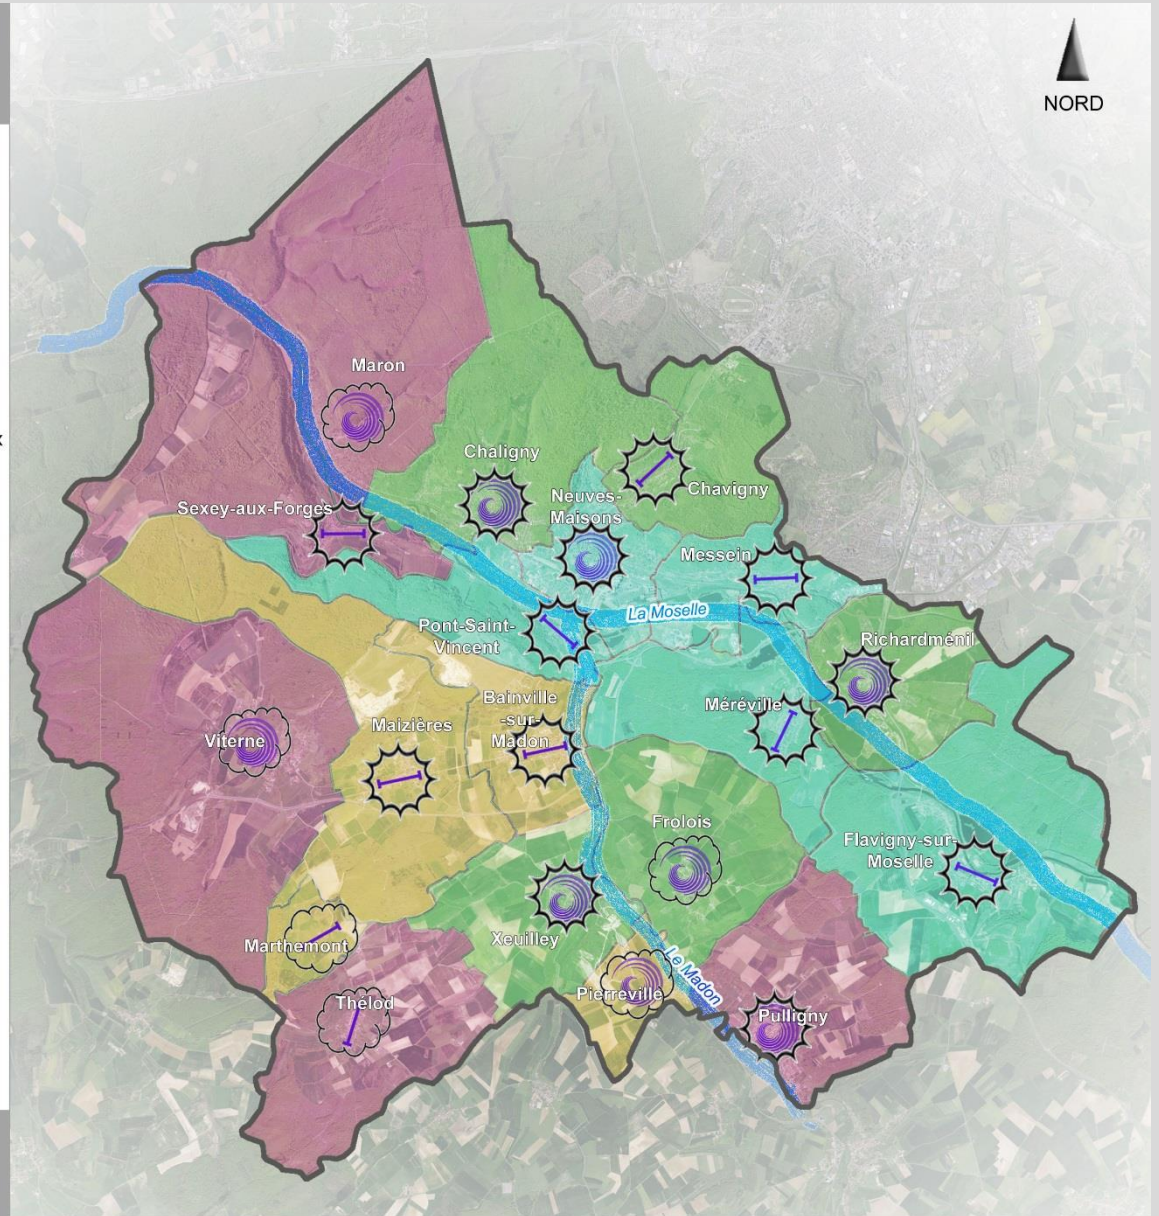 NORD
Maron
Chaligny
Neuves-
Maisons
Chavigny
Sexey-aux-Forges
Messein
La Moselle
Pont-Saint-
Vincent
Richardménil
Bainville
-sur-
Madon
Méréville
Maizières
Viterne
Frolois
Flavigny-sur-
Moselle
Xeuilley
Marthemont
Le Madon
Pierreville
Thélod
Pulligny